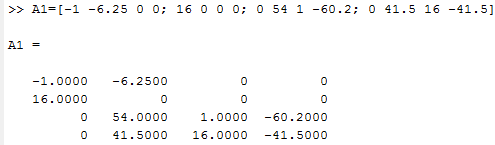 >> A1=[-1 -6.25 0 0; 16 0 0 0; 0 54 1 -60.2; 0 41.5 16 -41.5]
A1 =
-1.0000 -6.2500 0 0
16.0000 0 0 0
0 54.0000 1.0000 -60.2000
0 41.5000 16.0000 -41.5000